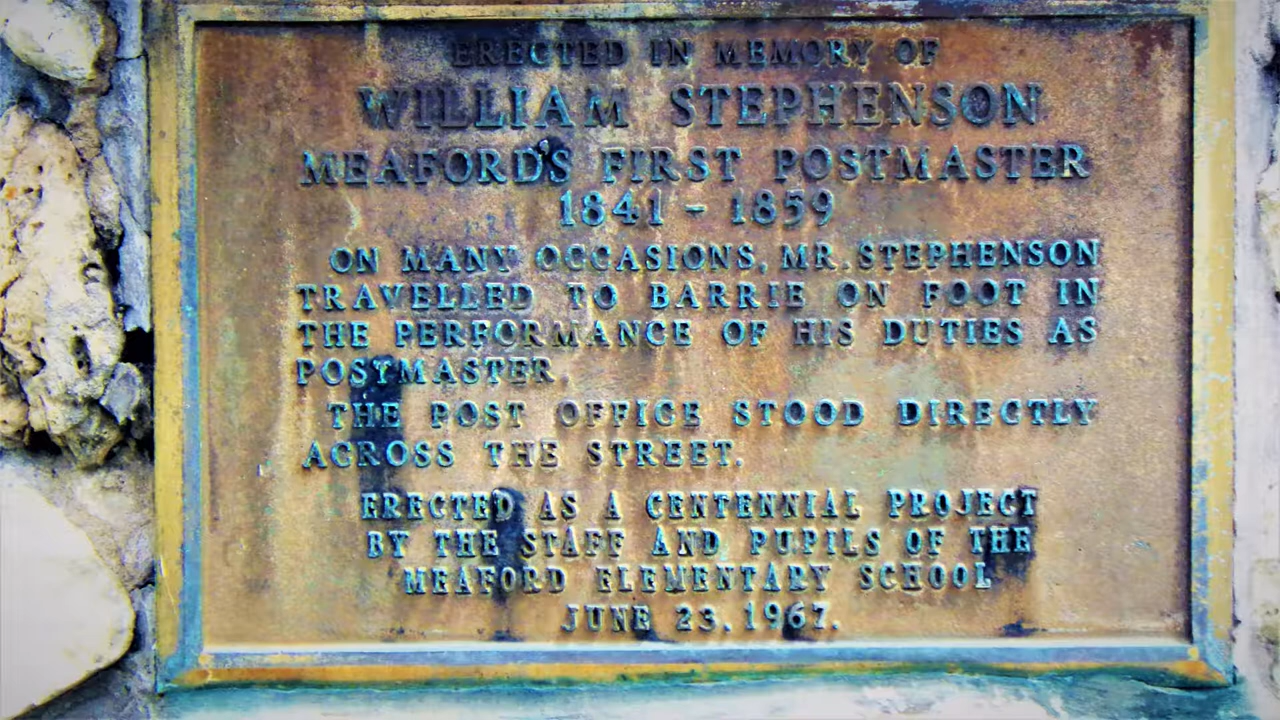 ERECTED IN MEMORY OF
WILLIAM STEPHENSON
MEAFORD'S FIRST POSTMASTER
1841 - 1859
ON MANY OCCASIONS, MR. STEPHENSON
TRAVELLED TO BARRIE ON FOOT IN
THE PERFORMANCE OF HIS DUTIES AS
POSTMASTER.
THE POST OFFICE STOOD DIRECTLY
ACROSS THE STREET.
ERECTED AS A CENTENNIAL PROJECT
BY THE STAFF AND PUPILS OF THE
MEAFORD ELEMENTARY SCHOOL
JUNE 23, 1967.